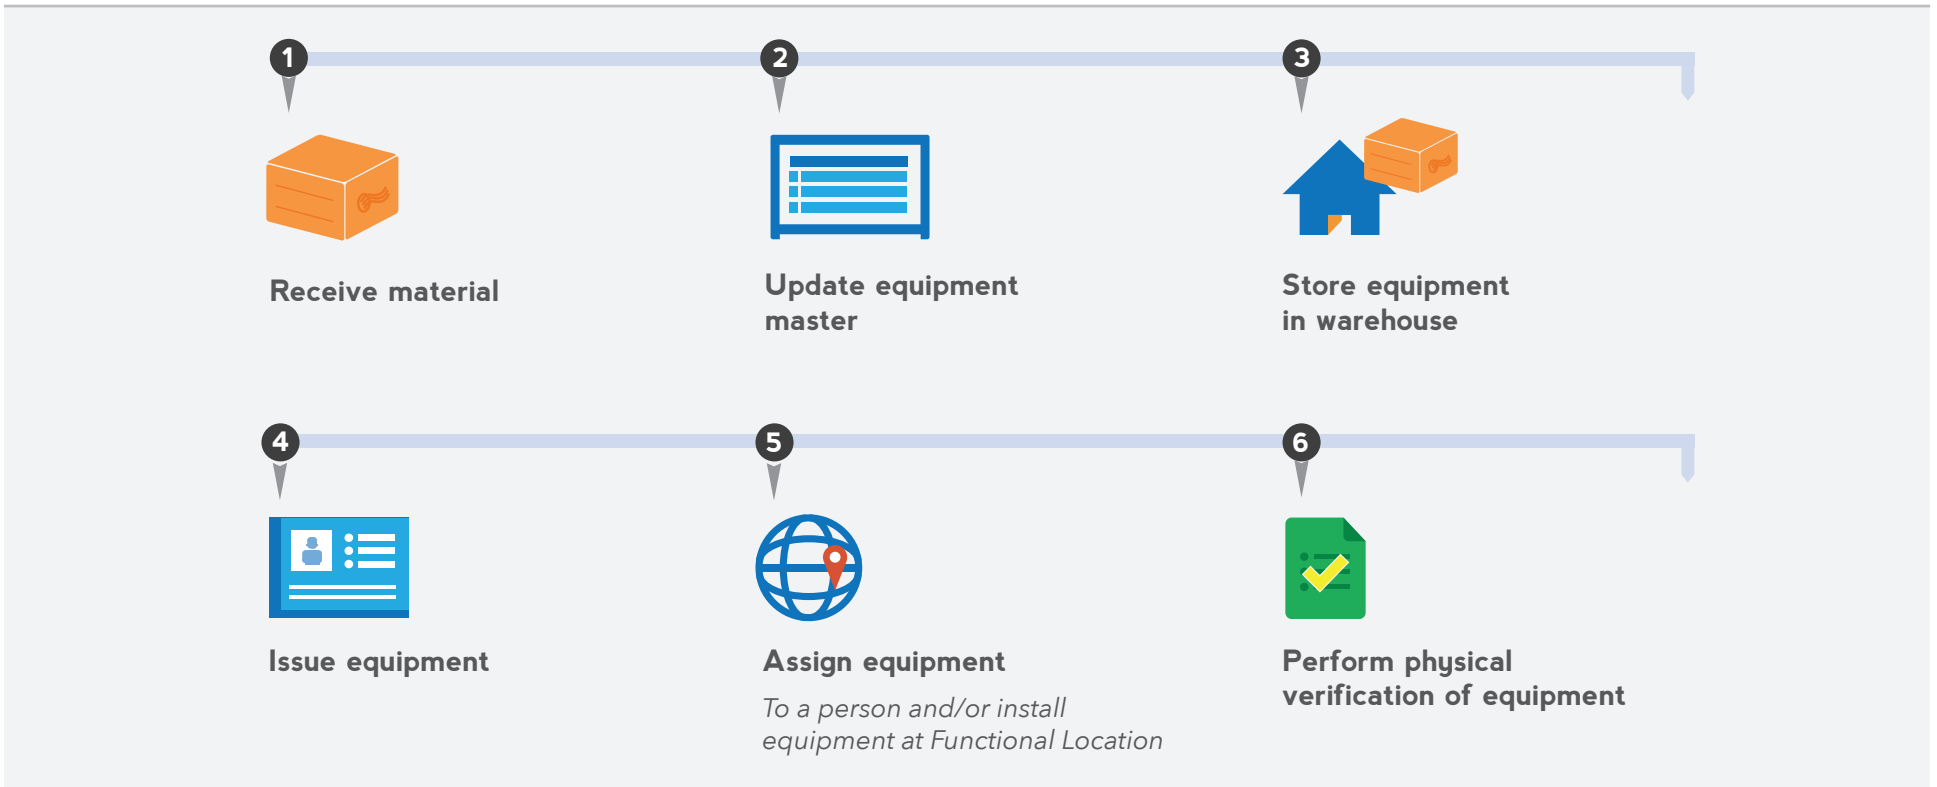 1
2
3
Receive material
Update equipment
master
Store equipment
in warehouse
4
5
6
Issue equipment
Assign equipment
To a person and/or install
equipment at Functional Location
Perform physical
verification of equipment